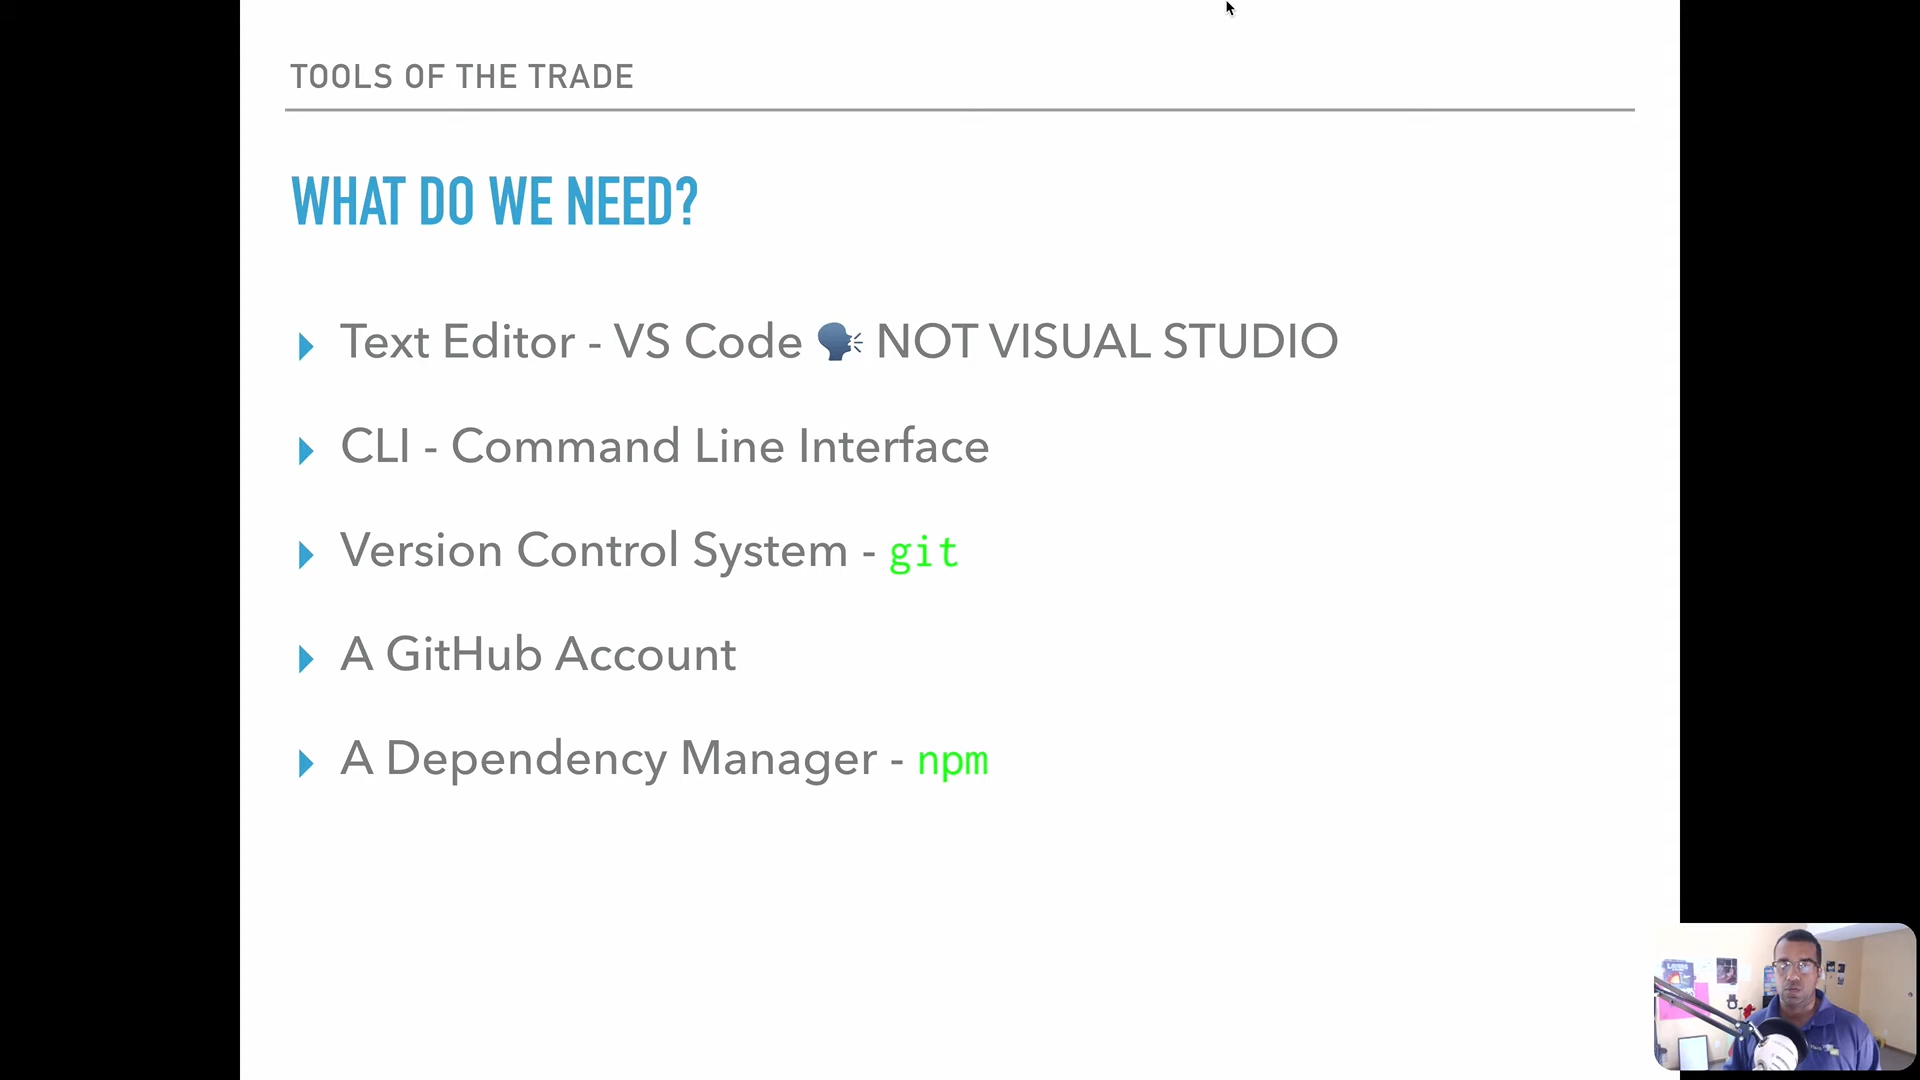 TOOLS OF THE TRADE
WHAT DO WE NEED?
Text Editor - VS Code 🗣 NOT VISUAL STUDIO
CLI - Command Line Interface
Version Control System - git
A GitHub Account
A Dependency Manager - npm